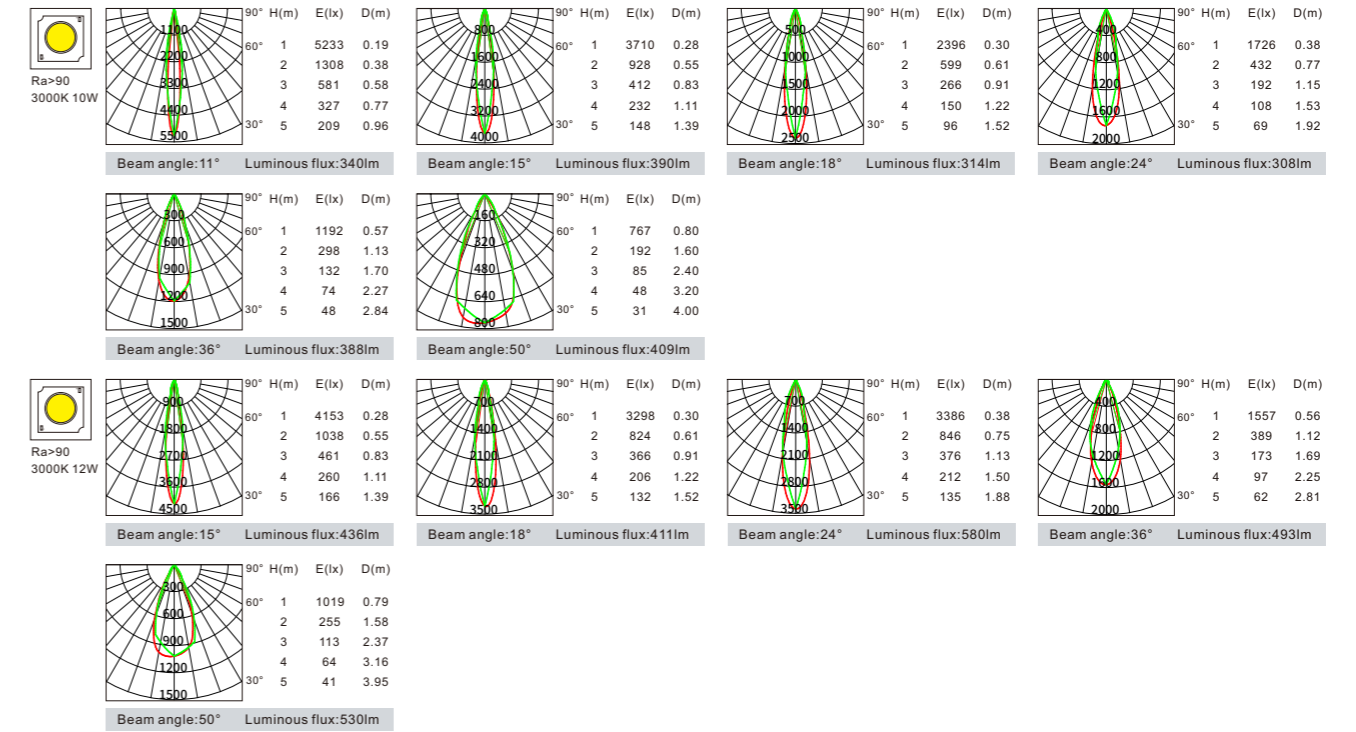 Ra>90
3000K 10W
1100
2200
3300
4400
5500
90° H(m) E(lx) D(m)
60° 1 5233 0.19
2 1308 0.38
3 581 0.58
4 327 0.77
30° 5 209 0.96
Beam angle:11° Luminous flux:340lm
800
1600
2400
3200
4000
90° H(m) E(lx) D(m)
60° 1 3710 0.28
2 928 0.55
3 412 0.83
4 232 1.11
30° 5 148 1.39
Beam angle:15° Luminous flux:390lm
500
1000
1500
2000
2500
90° H(m) E(lx) D(m)
60° 1 2396 0.30
2 599 0.61
3 266 0.91
4 150 1.22
30° 5 96 1.52
Beam angle:18° Luminous flux:314lm
400
800
1200
1600
2000
90° H(m) E(lx) D(m)
60° 1 1726 0.38
2 432 0.77
3 192 1.15
4 108 1.53
30° 5 69 1.92
Beam angle:24° Luminous flux:308lm
300
600
900
1200
1500
90° H(m) E(lx) D(m)
60° 1 1192 0.57
2 298 1.13
3 132 1.70
4 74 2.27
30° 5 48 2.84
Beam angle:36° Luminous flux:388lm
160
320
480
640
800
90° H(m) E(lx) D(m)
60° 1 767 0.80
2 192 1.60
3 85 2.40
4 48 3.20
30° 5 31 4.00
Beam angle:50° Luminous flux:409lm
Ra>90
3000K 12W
900
1800
2700
3600
4500
90° H(m) E(lx) D(m)
60° 1 4153 0.28
2 1038 0.55
3 461 0.83
4 260 1.11
30° 5 166 1.39
Beam angle:15° Luminous flux:436lm
700
1400
2100
2800
3500
90° H(m) E(lx) D(m)
60° 1 3298 0.30
2 824 0.61
3 366 0.91
4 206 1.22
30° 5 132 1.52
Beam angle:18° Luminous flux:411lm
700
1400
2100
2800
3500
90° H(m) E(lx) D(m)
60° 1 3386 0.38
2 846 0.75
3 376 1.13
4 212 1.50
30° 5 135 1.88
Beam angle:24° Luminous flux:580lm
400
800
1200
1600
2000
90° H(m) E(lx) D(m)
60° 1 1557 0.56
2 389 1.12
3 173 1.69
4 97 2.25
30° 5 62 2.81
Beam angle:36° Luminous flux:493lm
300
600
900
1200
1500
90° H(m) E(lx) D(m)
60° 1 1019 0.79
2 255 1.58
3 113 2.37
4 64 3.16
30° 5 41 3.95
Beam angle:50° Luminous flux:530lm